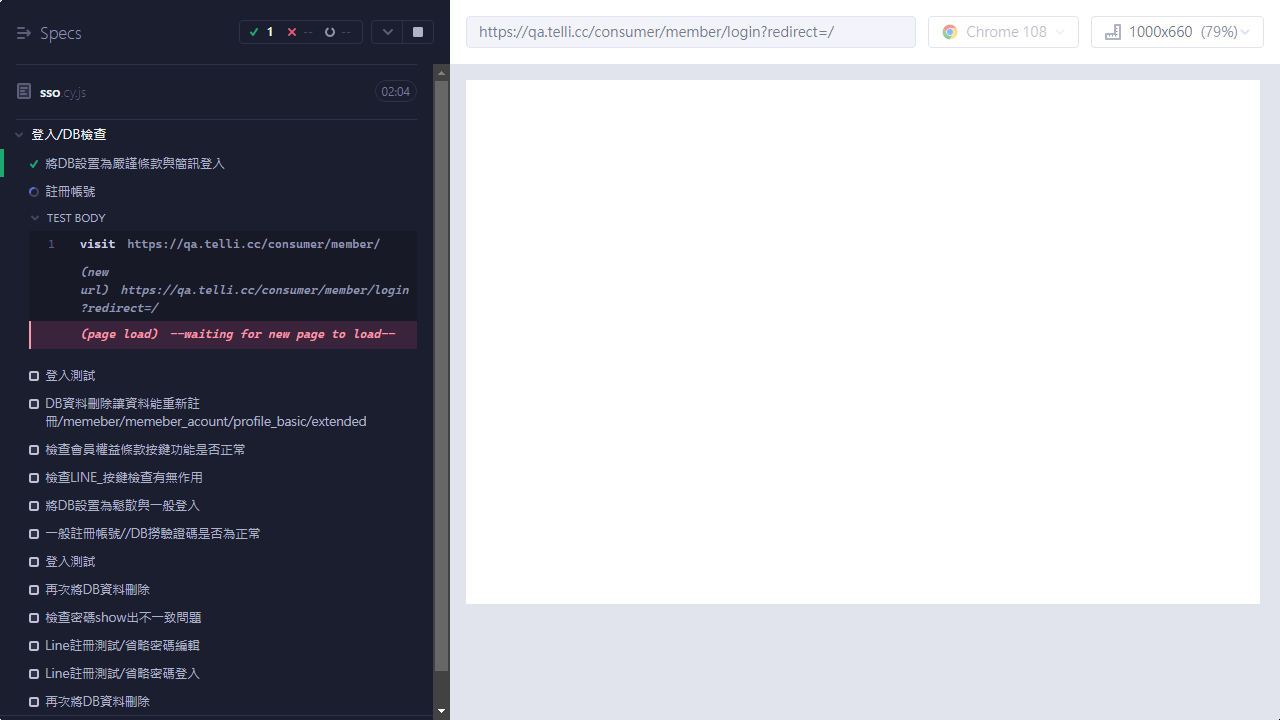 Specs
1 -- --
https://qa.telli.cc/consumer/member/login?redirect=/
Chrome 108
1000x660 (79%)
sso.cy.js
02:04
登入/DB檢查
將DB設置為嚴謹條款與簡訊登入
註冊帳號
TEST BODY
1 visit https://qa.telli.cc/consumer/member/
(new
url) https://qa.telli.cc/consumer/member/login
?redirect=/
(page load) --waiting for new page to load--
登入測試
DB資料刪除讓資料能重新註
冊/memeber/memeber_acount/profile_basic/extended
檢查會員權益條款按鍵功能是否正常
檢查LINE_按鍵檢查有無作用
將DB設置為鬆散與一般登入
一般註冊帳號//DB撈驗證碼是否為正常
登入測試
再次將DB資料刪除
檢查密碼show出不一致問題
Line註冊測試/省略密碼編輯
Line註冊測試/省略密碼登入
再次將DB資料刪除